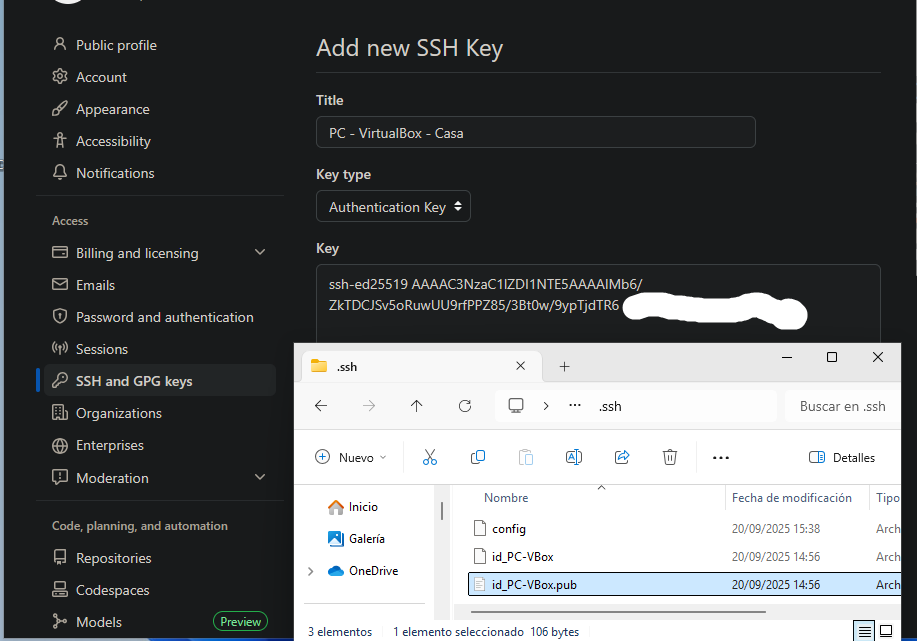 Public profile
Account
Appearance
Accessibility
Notifications
Access
Billing and licensing
Emails
Password and authentication
Sessions
SSH and GPG keys
Organizations
Enterprises
Moderation
Code, planning, and automation
Repositories
Codespaces
Models Preview
Add new SSH Key
Title
PC - VirtualBox - Casa
Key type
Authentication Key
Key
ssh-ed25519 AAAAC3NzaC1lZDI1NTE5AAAAIMb6/
ZkTDCJSv5oRuwUU9rfPPZ85/3Bt0w/9ypTjdTR6
.ssh
.ssh
Buscar en .ssh
Nuevo
Detalles
Inicio
Galería
OneDrive
Nombre Fecha de modificación Tipo
config 20/09/2025 15:38 Arch
id_PC-VBox 20/09/2025 14:56 Arch
id_PC-VBox.pub 20/09/2025 14:56 Arch
3 elementos 1 elemento seleccionado 106 bytes